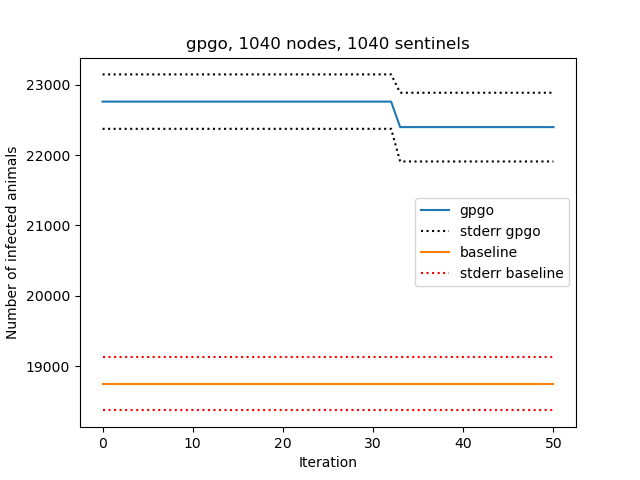 gpgo, 1040 nodes, 1040 sentinels
Number of infected animals
23000
22000
21000
20000
19000
gpgo
stderr gpgo
baseline
stderr baseline
0 10 20 30 40 50
Iteration